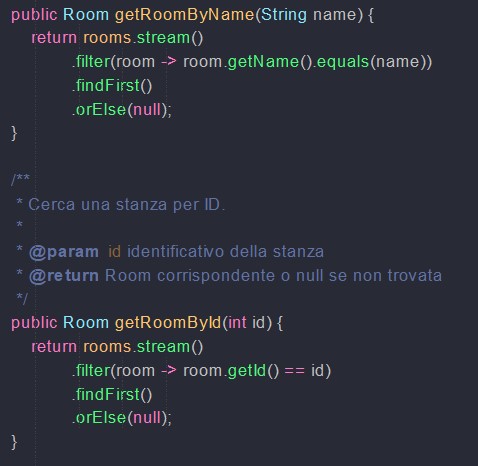 public Room getRoomByName(String name) {
return rooms.stream()
.filter(room -> room.getName().equals(name))
.findFirst()
.orElse(null);
}
/**
* Cerca una stanza per ID.
*
* @param id identificativo della stanza
* @return Room corrispondente o null se non trovata
*/
public Room getRoomById(int id) {
return rooms.stream()
.filter(room -> room.getId() == id)
.findFirst()
.orElse(null);
}